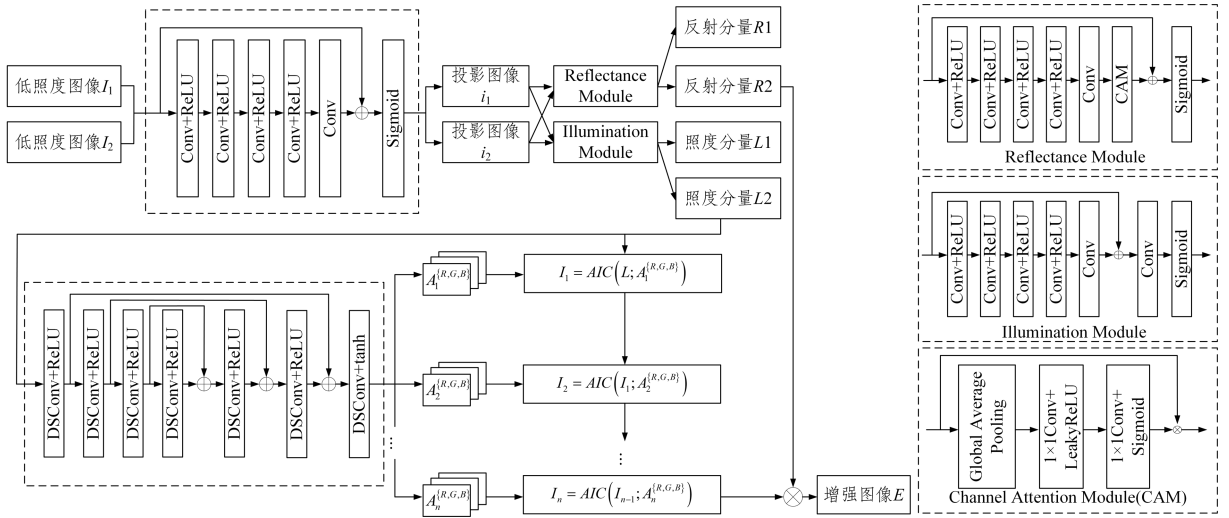 低照度图像I₁
低照度图像I₂
Conv+ReLU
Conv+ReLU
Conv+ReLU
Conv+ReLU
Conv
Sigmoid
投影图像
i₁
投影图像
i₂
Reflectance
Module
Illumination
Module
反射分量R1
反射分量R2
照度分量L1
照度分量L2
DSConv+ReLU
DSConv+ReLU
DSConv+ReLU
DSConv+ReLU
DSConv+ReLU
DSConv+ReLU
DSConv+tanh
A₁^{R,G,B}
I₁ = AIC(L; A₁^{R,G,B})
A₂^{R,G,B}
I₂ = AIC(I₁; A₂^{R,G,B})
⋮
⋮
Aₙ^{R,G,B}
Iₙ = AIC(Iₙ₋₁; Aₙ^{R,G,B})
增强图像E
Conv+ReLU
Conv+ReLU
Conv+ReLU
Conv+ReLU
Conv
CAM
Sigmoid
Reflectance Module
Conv+ReLU
Conv+ReLU
Conv+ReLU
Conv+ReLU
Conv
Conv
Sigmoid
Illumination Module
Global Average
Pooling
1×1Conv+
LeakyReLU
1×1Conv+
Sigmoid
Channel Attention Module(CAM)